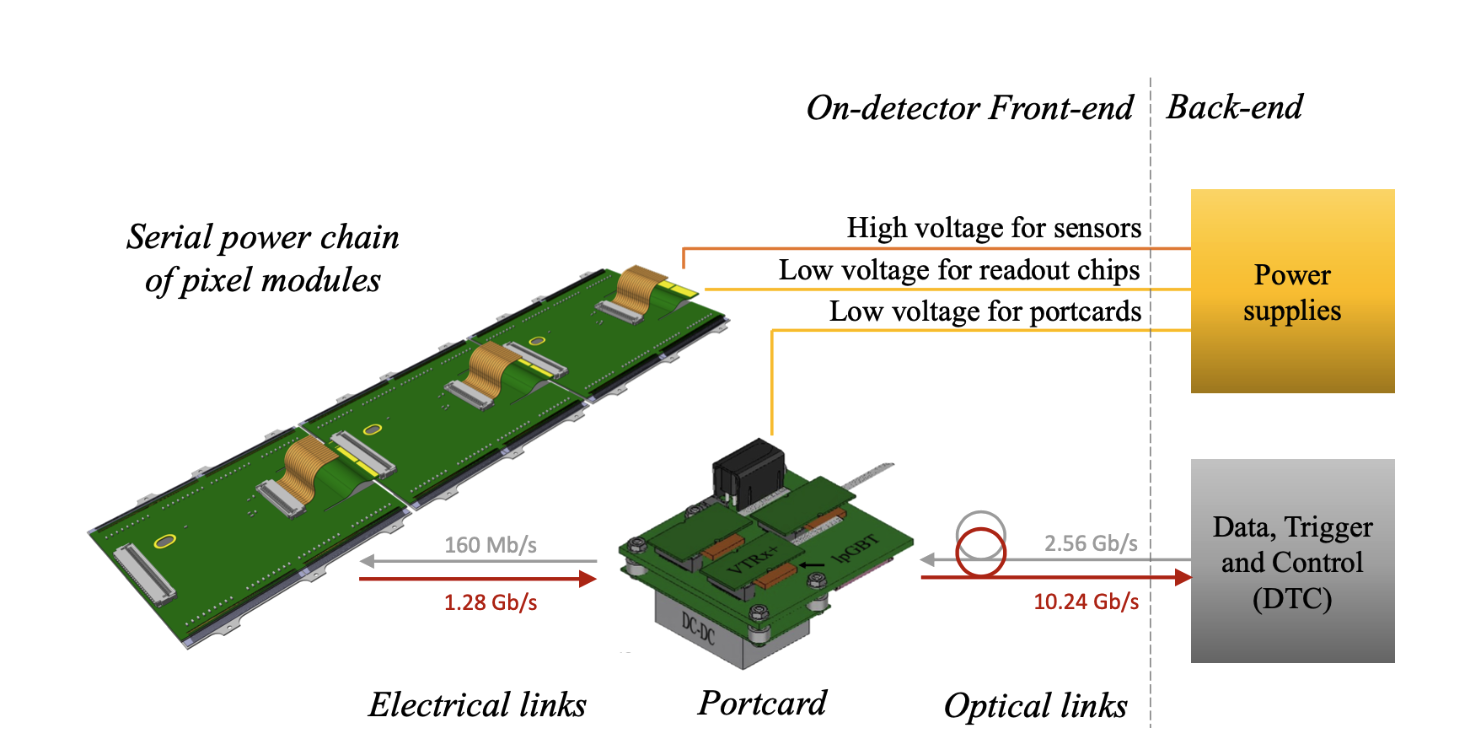 On-detector Front-end
Back-end
Serial power chain
of pixel modules
High voltage for sensors
Low voltage for readout chips
Low voltage for portcards
Power
supplies
160 Mb/s
1.28 Gb/s
VTRx+
lpGBT
DC-DC
2.56 Gb/s
10.24 Gb/s
Data, Trigger
and Control
(DTC)
Electrical links
Portcard
Optical links